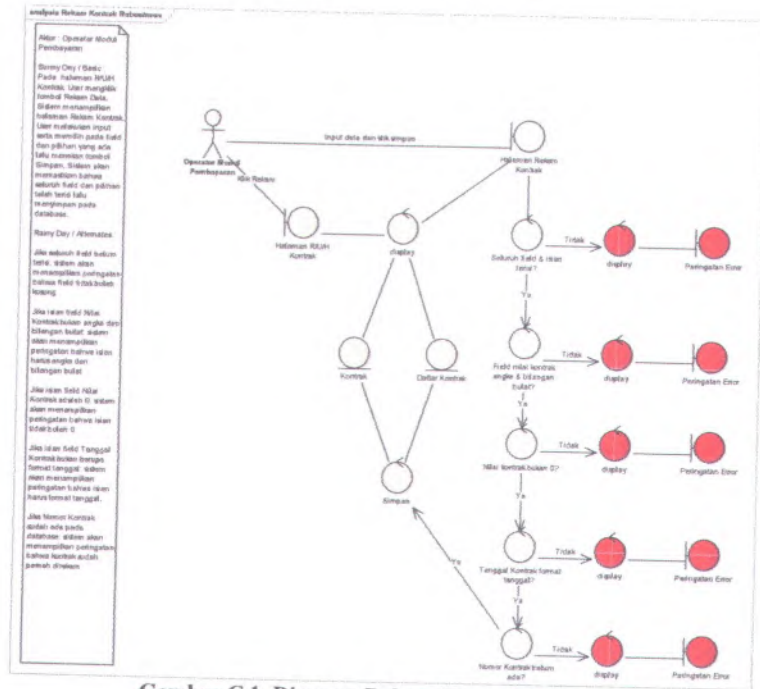 analysis Rekam Kontrak Rebositores
Aktor : Operator Modul
Pembayaran
Sunny Day / Basic
Pada halaman RUH
Kontrak, User mengklik
tombol Rekam Data.
Sistem menampilkan
halaman Rekam Kontrak.
User melakukan input
serta memilih pada field
dan pilihan yang ada
lalu menekan tombol
Simpan. Sistem akan
memastikan bahwa
seluruh field dan pilihan
telah terisi lalu
menyimpan pada
database.
Rainy Day / Alternates:
Jika seluruh field belum
terisi, sistem akan
menampilkan peringatan
bahwa field tidak boleh
kosong
Jika isian field Nilai
Kontrak bukan angka dan
bilangan bulat sistem
akan menampilkan
peringatan bahwa isian
harus angka dan
bilangan bulat
Jika isian field Nilai
Kontrak adalah 0 sistem
akan menampilkan
peringatan bahwa isian
tidak boleh 0
Jika isian field Tanggal
Kontrak bukan berupa
format tanggal sistem
akan menampilkan
peringatan bahwa isian
harus format tanggal.
Jika Nomor Kontrak
sudah ada pada
database sistem akan
menampilkan peringatan
bahwa kontrak sudah
pernah direkam
Operator Modul
Pembayaran
Input data dan klik simpan
Klik Rekam
Halaman Rekam
Kontrak
Halaman RUH
Kontrak
display
Seluruh field & isian
terisi?
Tidak
display
Peringatan Error
Ya
Kontrak
Daftar Kontrak
Field nilai kontrak
angka & bilangan
bulat?
Tidak
display
Peringatan Error
Ya
Simpan
Nilai kontrak bukan 0?
Tidak
display
Peringatan Error
Ya
Tanggal Kontrak format
tanggal?
Tidak
display
Peringatan Error
Ya
Ya
Nomor Kontrak belum
ada?
Tidak
display
Peringatan Error